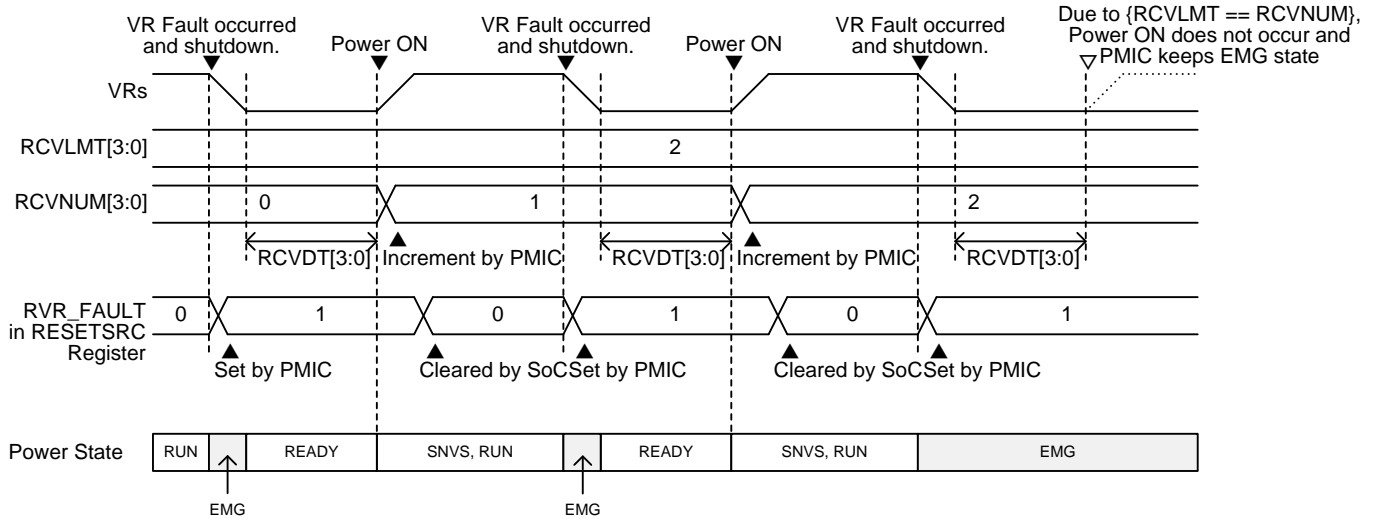 VR Fault occurred
and shutdown.
Power ON
VR Fault occurred
and shutdown.
Power ON
VR Fault occurred
and shutdown.
Due to {RCVLMT == RCVNUM},
Power ON does not occur and
PMIC keeps EMG state
VRs
RCVLMT[3:0]
2
RCVNUM[3:0]
0
1
2
RCVDT[3:0]
Increment by PMIC
RCVDT[3:0]
Increment by PMIC
RCVDT[3:0]
RVR_FAULT
in RESETSRC
Register
0
1
0
1
0
1
Set by PMIC
Cleared by SoC
Set by PMIC
Cleared by SoC
Set by PMIC
Power State
RUN
READY
SNVS, RUN
READY
SNVS, RUN
EMG
EMG
EMG